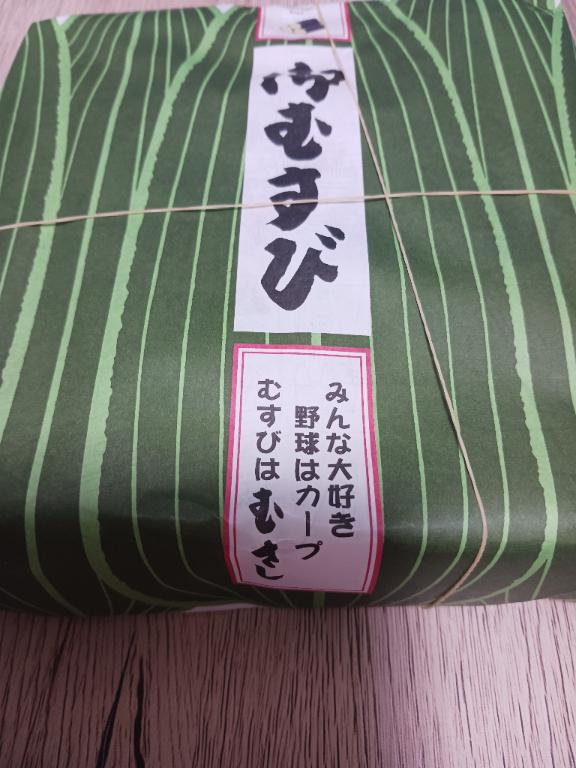 御むすび
みんな大好き
野球はカープ
むすびはむさし